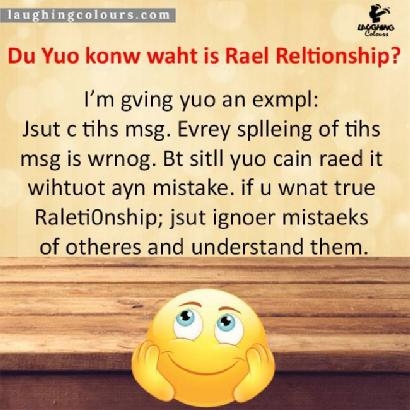 laughingcolours.com
LAUGHING
Colours
Du Yuo konw waht is Rael Reltionship?
I'm gving yuo an exmpl:
Jsut c tihs msg. Evrey splleing of tihs
msg is wrnog. Bt sitll yuo cain raed it
wihtuot ayn mistake. if u wnat true
Raleti0nship; jsut ignoer mistaeks
of otheres and understand them.